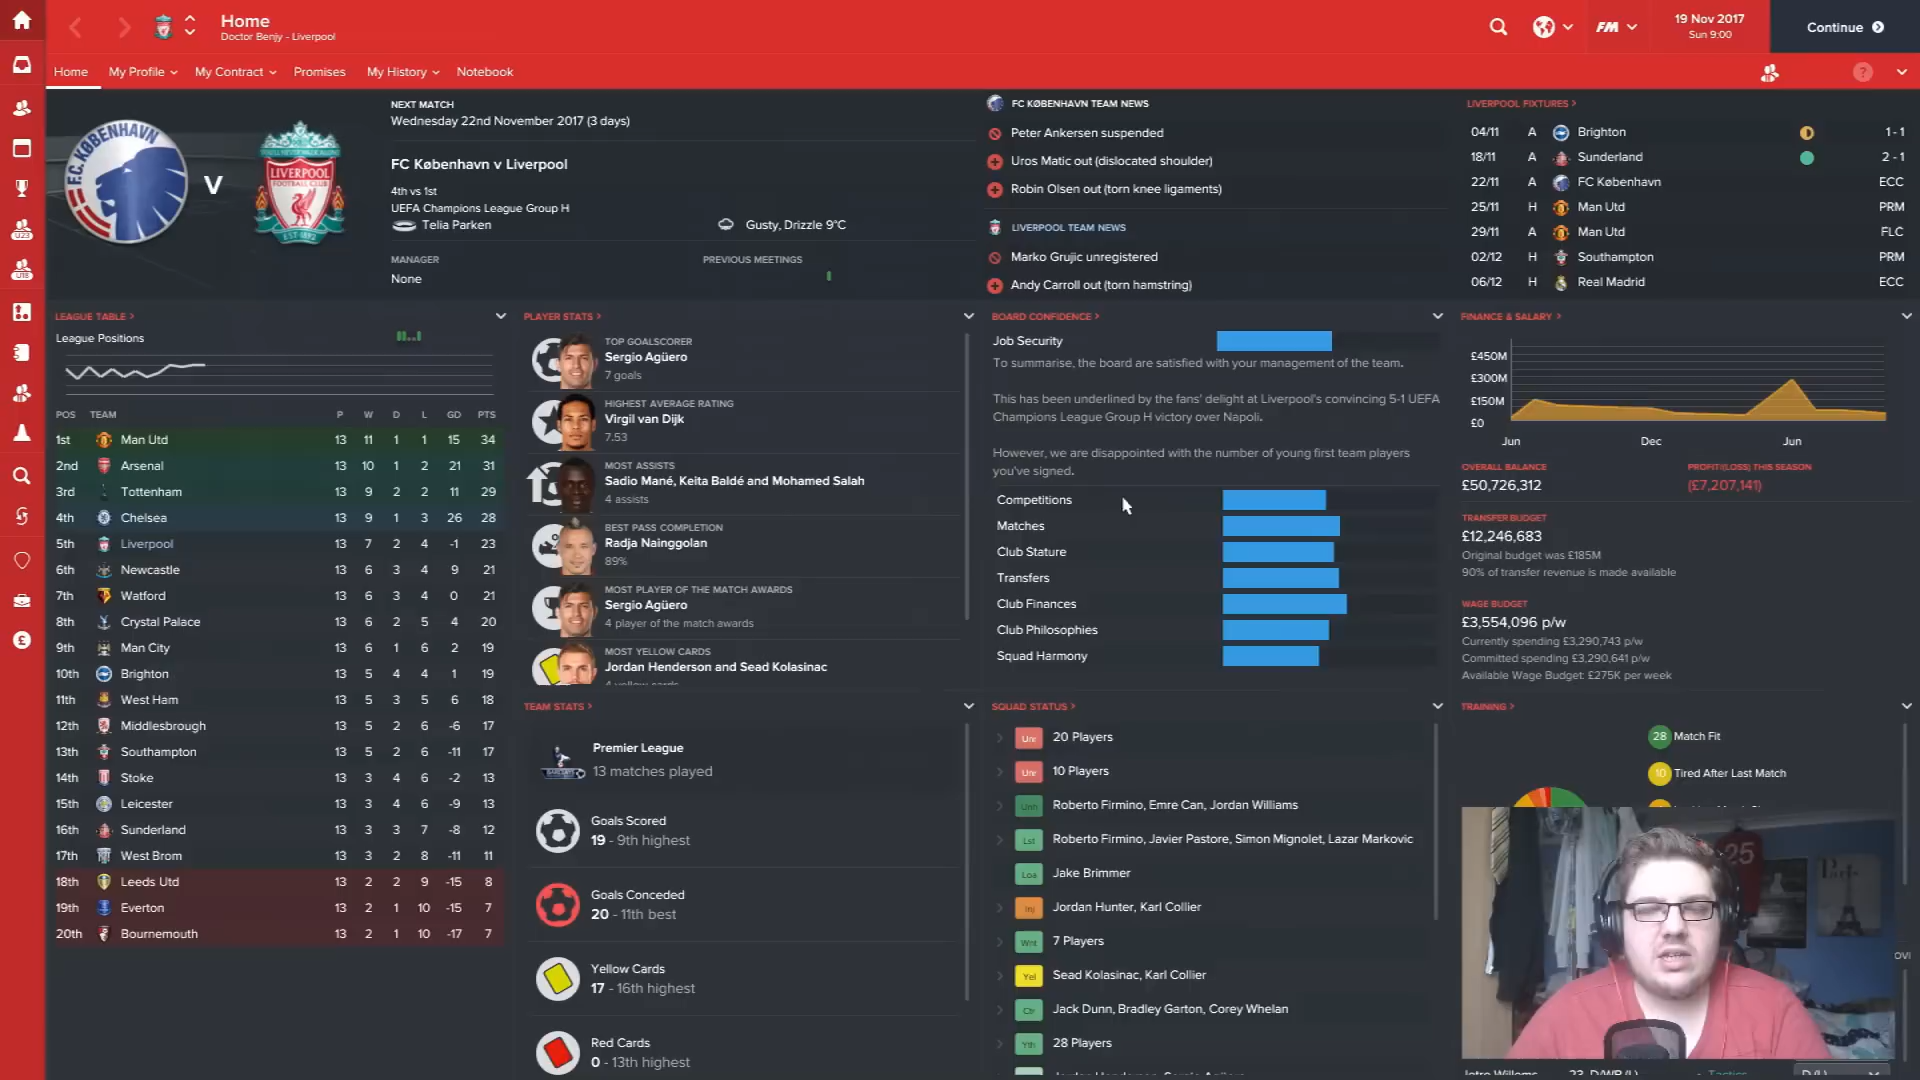 Home
Doctor Benjy - Liverpool
FM
19 Nov 2017
Sun 9:00
Continue
Home
My Profile
My Contract
Promises
My History
Notebook
F.C. KØBENHAVN
V
LIVERPOOL
FOOTBALL CLUB
EST·1892
NEXT MATCH
Wednesday 22nd November 2017 (3 days)
FC København v Liverpool
4th vs 1st
UEFA Champions League Group H
Telia Parken
Gusty, Drizzle 9°C
MANAGER
None
PREVIOUS MEETINGS
FC KØBENHAVN TEAM NEWS
Peter Ankersen suspended
Uros Matic out (dislocated shoulder)
Robin Olsen out (torn knee ligaments)
LIVERPOOL TEAM NEWS
Marko Grujic unregistered
Andy Carroll out (torn hamstring)
LIVERPOOL FIXTURES >
04/11 A Brighton 1-1
18/11 A Sunderland 2-1
22/11 A FC København ECC
25/11 H Man Utd PRM
29/11 A Man Utd FLC
02/12 H Southampton PRM
06/12 H Real Madrid ECC
LEAGUE TABLE >
League Positions
POS TEAM P W D L GD PTS
1st Man Utd 13 11 1 1 15 34
2nd Arsenal 13 10 1 2 21 31
3rd Tottenham 13 9 2 2 11 29
4th Chelsea 13 9 1 3 26 28
5th Liverpool 13 7 2 4 -1 23
6th Newcastle 13 6 3 4 9 21
7th Watford 13 6 3 4 0 21
8th Crystal Palace 13 6 2 5 4 20
9th Man City 13 6 1 6 2 19
10th Brighton 13 5 4 4 1 19
11th West Ham 13 5 3 5 6 18
12th Middlesbrough 13 5 2 6 -6 17
13th Southampton 13 5 2 6 -11 17
14th Stoke 13 3 4 6 -2 13
15th Leicester 13 3 4 6 -9 13
16th Sunderland 13 3 3 7 -8 12
17th West Brom 13 3 2 8 -11 11
18th Leeds Utd 13 2 2 9 -15 8
19th Everton 13 2 1 10 -15 7
20th Bournemouth 13 2 1 10 -17 7
PLAYER STATS >
TOP GOALSCORER
Sergio Agüero
7 goals
HIGHEST AVERAGE RATING
Virgil van Dijk
7.53
MOST ASSISTS
Sadio Mané, Keita Baldé and Mohamed Salah
4 assists
BEST PASS COMPLETION
Radja Nainggolan
89%
MOST PLAYER OF THE MATCH AWARDS
Sergio Agüero
4 player of the match awards
MOST YELLOW CARDS
Jordan Henderson and Sead Kolasinac
4 yellow cards
TEAM STATS >
Premier League
13 matches played
Goals Scored
19 - 9th highest
Goals Conceded
20 - 11th best
Yellow Cards
17 - 16th highest
Red Cards
0 - 13th highest
BOARD CONFIDENCE >
Job Security
To summarise, the board are satisfied with your management of the team.
This has been underlined by the fans' delight at Liverpool's convincing 5-1 UEFA
Champions League Group H victory over Napoli.
However, we are disappointed with the number of young first team players
you've signed.
Competitions
Matches
Club Stature
Transfers
Club Finances
Club Philosophies
Squad Harmony
SQUAD STATUS >
Unr 20 Players
Unr 10 Players
Unh Roberto Firmino, Emre Can, Jordan Williams
Lst Roberto Firmino, Javier Pastore, Simon Mignolet, Lazar Markovic
Loa Jake Brimmer
Inj Jordan Hunter, Karl Collier
Wnt 7 Players
Yel Sead Kolasinac, Karl Collier
Ctr Jack Dunn, Bradley Garton, Corey Whelan
Yth 28 Players
FINANCE & SALARY >
£450M
£300M
£150M
£0
Jun Dec Jun
OVERALL BALANCE
£50,726,312
PROFIT/(LOSS) THIS SEASON
(£7,207,141)
TRANSFER BUDGET
£12,246,683
Original budget was £185M
90% of transfer revenue is made available
WAGE BUDGET
£3,554,096 p/w
Currently spending £3,290,743 p/w
Committed spending £3,290,641 p/w
Available Wage Budget: £275K per week
TRAINING >
28 Match Fit
10 Tired After Last Match
25
Paris